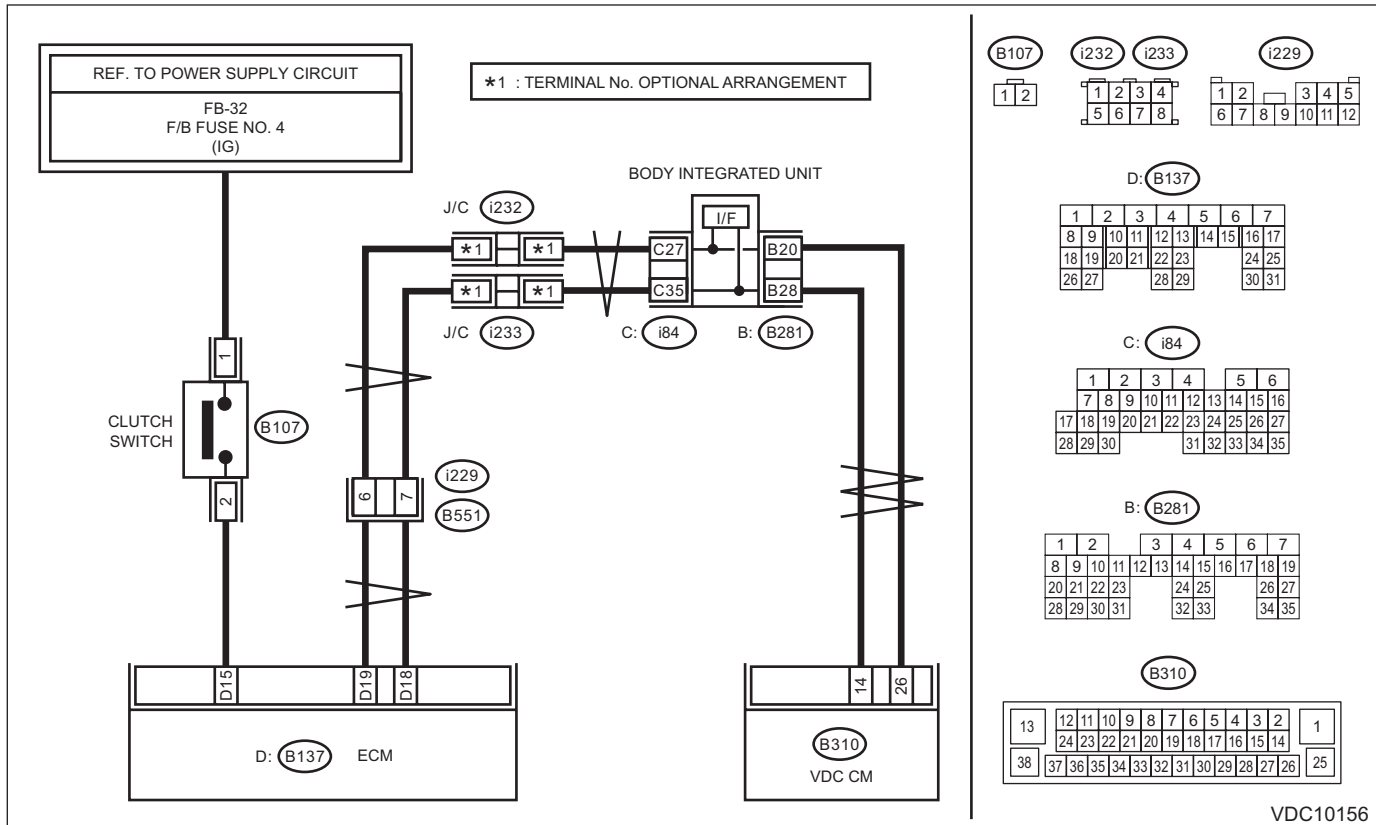 REF. TO POWER SUPPLY CIRCUIT
FB-32
F/B FUSE NO. 4
(IG)
*1 : TERMINAL No. OPTIONAL ARRANGEMENT
BODY INTEGRATED UNIT
J/C i232
I/F
*1 *1 C27 B20
*1 *1 C35 B28
J/C i233 C: i84 B: B281
1
CLUTCH
SWITCH
B107
2
6 7
i229
B551
D15 D19 D18
D: B137 ECM
14 26
B310
VDC CM
B107 i232 i233 i229
1 2
1 2 3 4
5 6 7 8
1 2 3 4 5
6 7 8 9 10 11 12
D: B137
1 2 3 4 5 6 7
8 9 10 11 12 13 14 15 16 17
18 19 20 21 22 23 24 25
26 27 28 29 30 31
C: i84
1 2 3 4 5 6
7 8 9 10 11 12 13 14 15 16
17 18 19 20 21 22 23 24 25 26 27
28 29 30 31 32 33 34 35
B: B281
1 2 3 4 5 6 7
8 9 10 11 12 13 14 15 16 17 18 19
20 21 22 23 24 25 26 27
28 29 30 31 32 33 34 35
B310
13 12 11 10 9 8 7 6 5 4 3 2 1
24 23 22 21 20 19 18 17 16 15 14
38 37 36 35 34 33 32 31 30 29 28 27 26 25
VDC10156